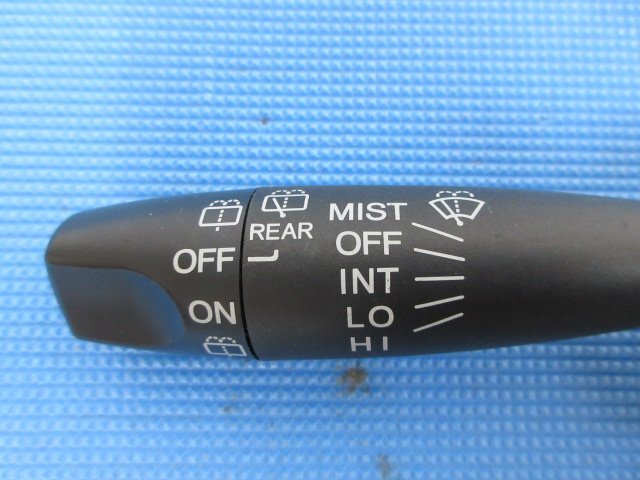 OFF
ON
REAR
MIST
OFF
INT
LO
HI